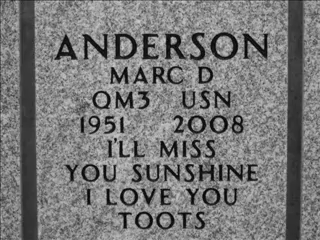 ANDERSON
MARC D
QM3 USN
1951 2008
I'LL MISS
YOU SUNSHINE
I LOVE YOU
TOOTS